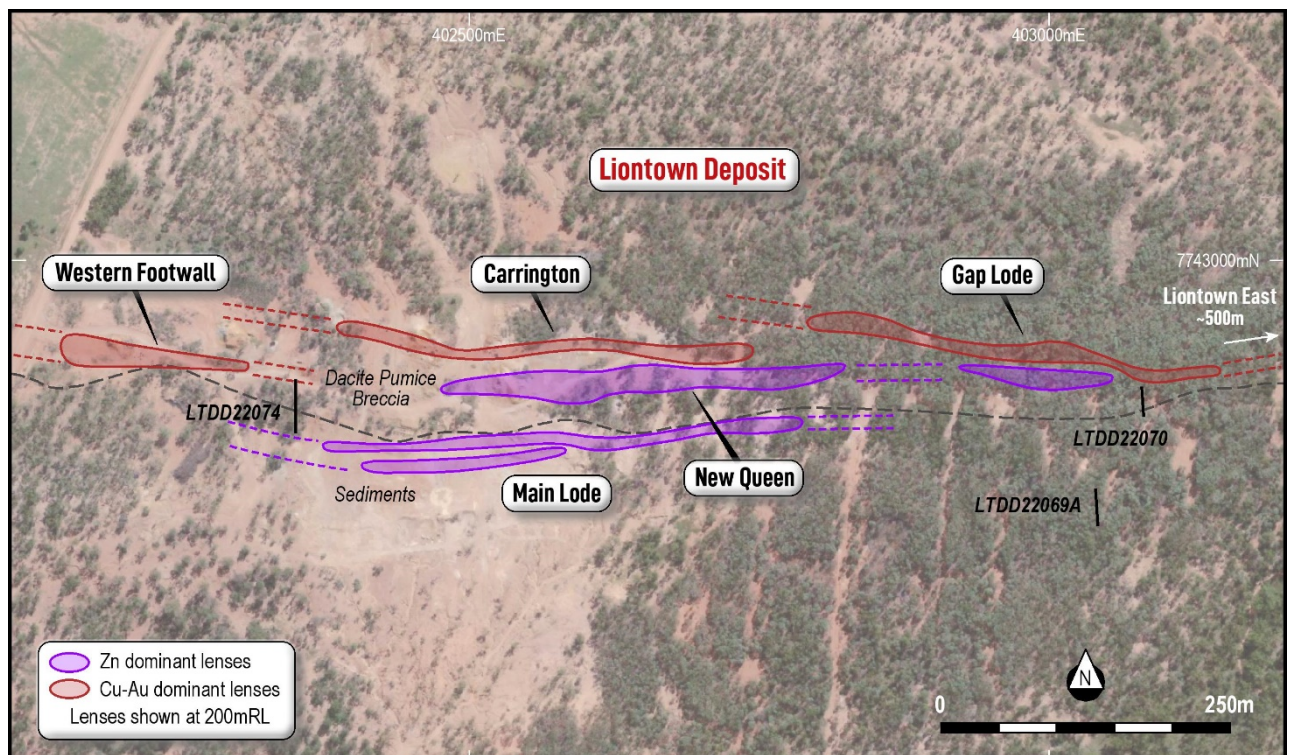 402500mE
403000mE
Liontown Deposit
Western Footwall
Carrington
Gap Lode
7743000mN
Liontown East
~500m
Dacite Pumice
Breccia
LTDD22074
LTDD22070
Main Lode
New Queen
Sediments
LTDD22069A
Zn dominant lenses
Cu-Au dominant lenses
Lenses shown at 200mRL
N
0
250m